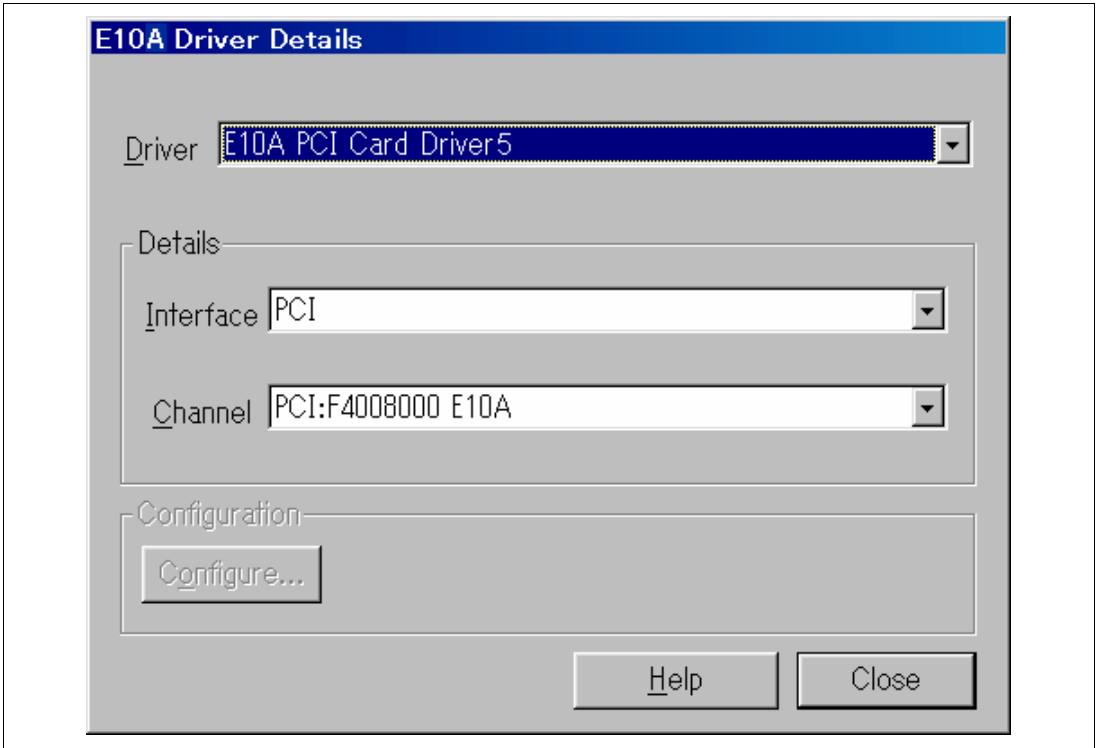 E10A Driver Details
Driver E10A PCI Card Driver5
Details
Interface PCI
Channel PCI:F4008000 E10A
Configuration
Configure...
Help Close